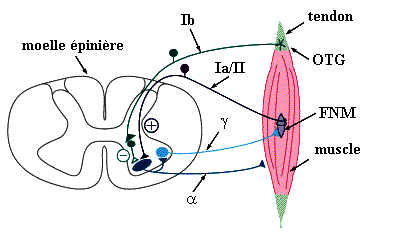 Ib
tendon
moelle épinière
OTG
Ia/II
+
γ
FNM
−
muscle
α